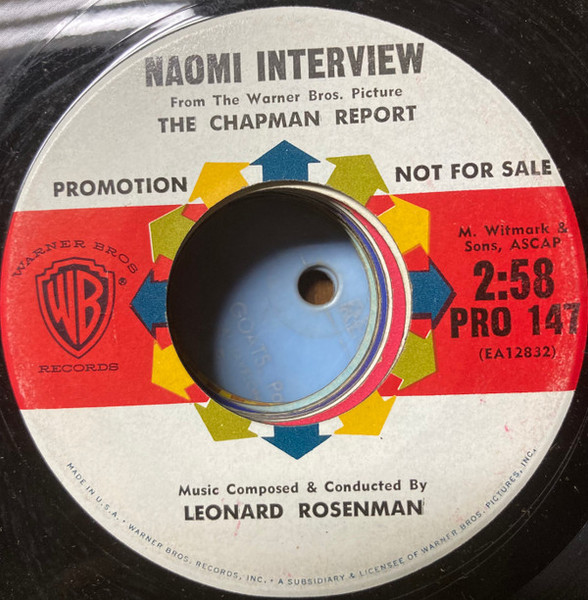 NAOMI INTERVIEW
From The Warner Bros. Picture
THE CHAPMAN REPORT
PROMOTION
NOT FOR SALE
WARNER BROS
WB
®
RECORDS
M. Witmark &
Sons, ASCAP
2:58
PRO 147
(EA12832)
GOATS
Music Composed & Conducted By
LEONARD ROSENMAN
MADE IN U.S.A. • WARNER BROS. RECORDS, INC. • A SUBSIDIARY & LICENSEE OF WARNER BROS. PICTURES, INC.